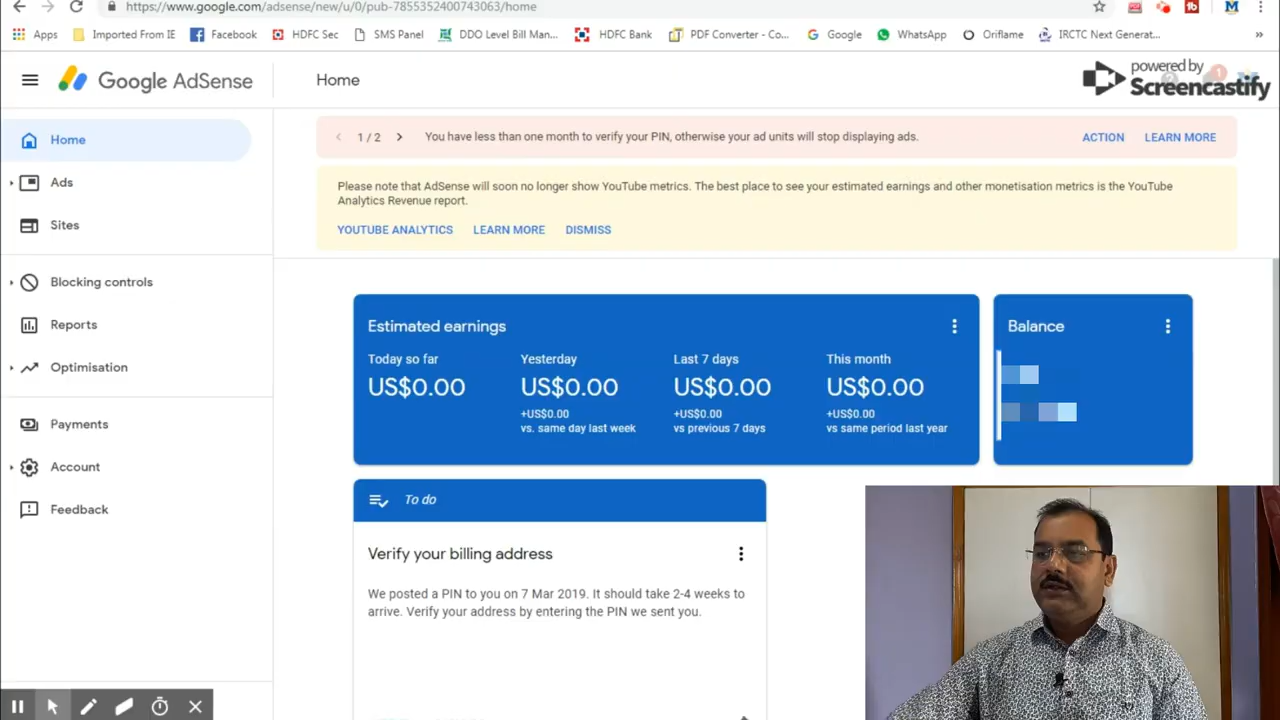 https://www.google.com/adsense/new/u/0/pub-7855352400743063/home
Apps Imported From IE Facebook HDFC Sec SMS Panel DDO Level Bill Man... HDFC Bank PDF Converter - Co... Google WhatsApp Oriflame IRCTC Next Generat... »
Google AdSense
Home
powered by
Screencastify
Home
Ads
Sites
Blocking controls
Reports
Optimisation
Payments
Account
Feedback
1 / 2 You have less than one month to verify your PIN, otherwise your ad units will stop displaying ads. ACTION LEARN MORE
Please note that AdSense will soon no longer show YouTube metrics. The best place to see your estimated earnings and other monetisation metrics is the YouTube
Analytics Revenue report.
YOUTUBE ANALYTICS LEARN MORE DISMISS
Estimated earnings
Today so far Yesterday Last 7 days This month
US$0.00 US$0.00 US$0.00 US$0.00
+US$0.00 +US$0.00 +US$0.00
vs. same day last week vs previous 7 days vs same period last year
Balance
To do
Verify your billing address
We posted a PIN to you on 7 Mar 2019. It should take 2-4 weeks to
arrive. Verify your address by entering the PIN we sent you.